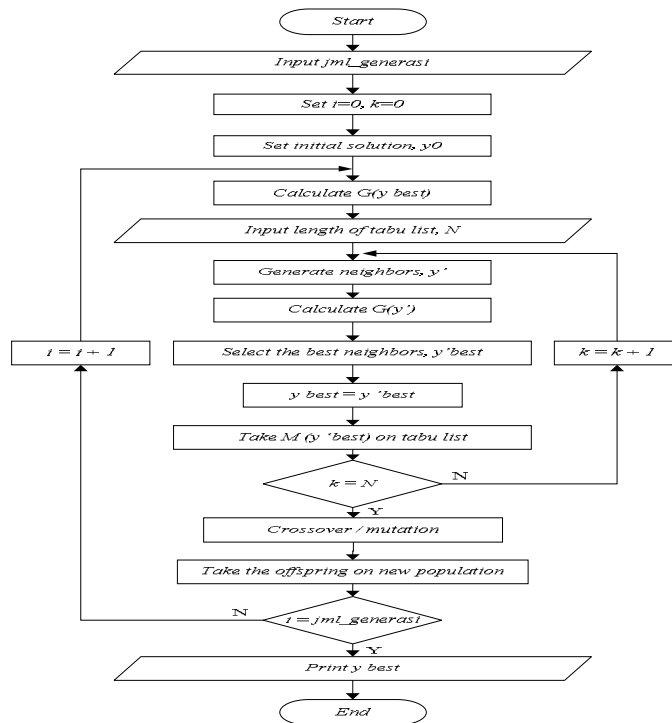 Start
Input jml_generasi
Set i=0, k=0
Set initial solution, y0
Calculate G(y best)
Input length of tabu list, N
Generate neighbors, y'
Calculate G(y')
i = i + 1
Select the best neighbors, y'best
k = k + 1
y best = y 'best
Take M (y 'best) on tabu list
k = N
N
Y
Crossover / mutation
Take the offspring on new population
N
i = jml_generasi
Y
Print y best
End